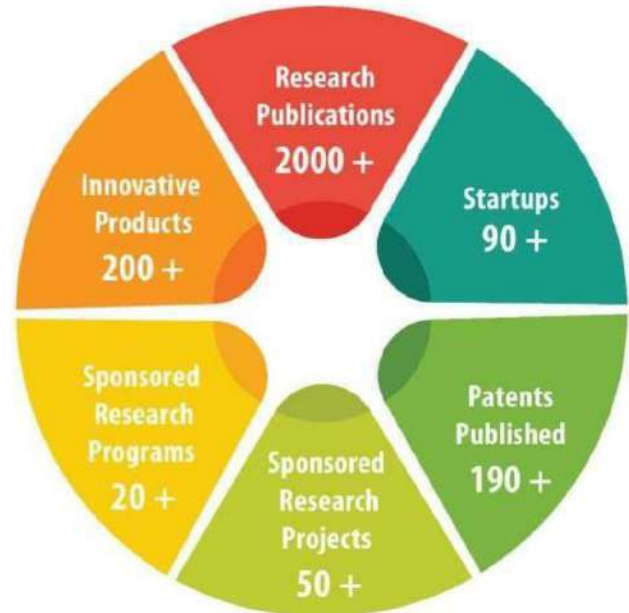 Research
Publications
2000 +
Startups
90 +
Patents
Published
190 +
Sponsored
Research
Projects
50 +
Sponsored
Research
Programs
20 +
Innovative
Products
200 +